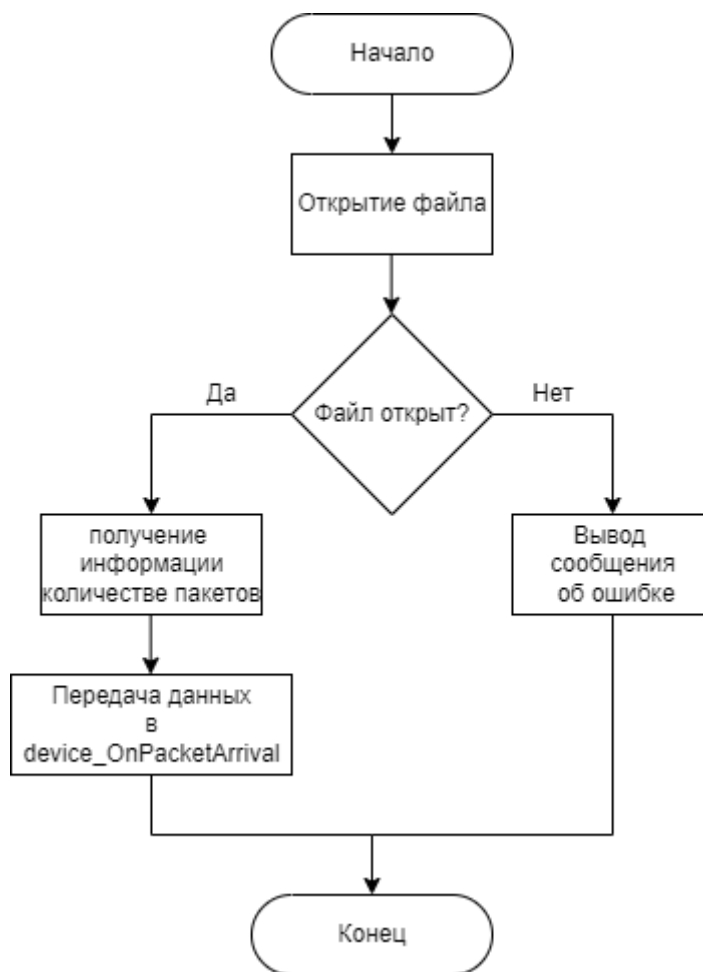 Начало
Открытие файла
Файл открыт?
Да
Нет
получение
информации
количестве пакетов
Вывод
сообщения
об ошибке
Передача данных
в
device_OnPacketArrival
Конец